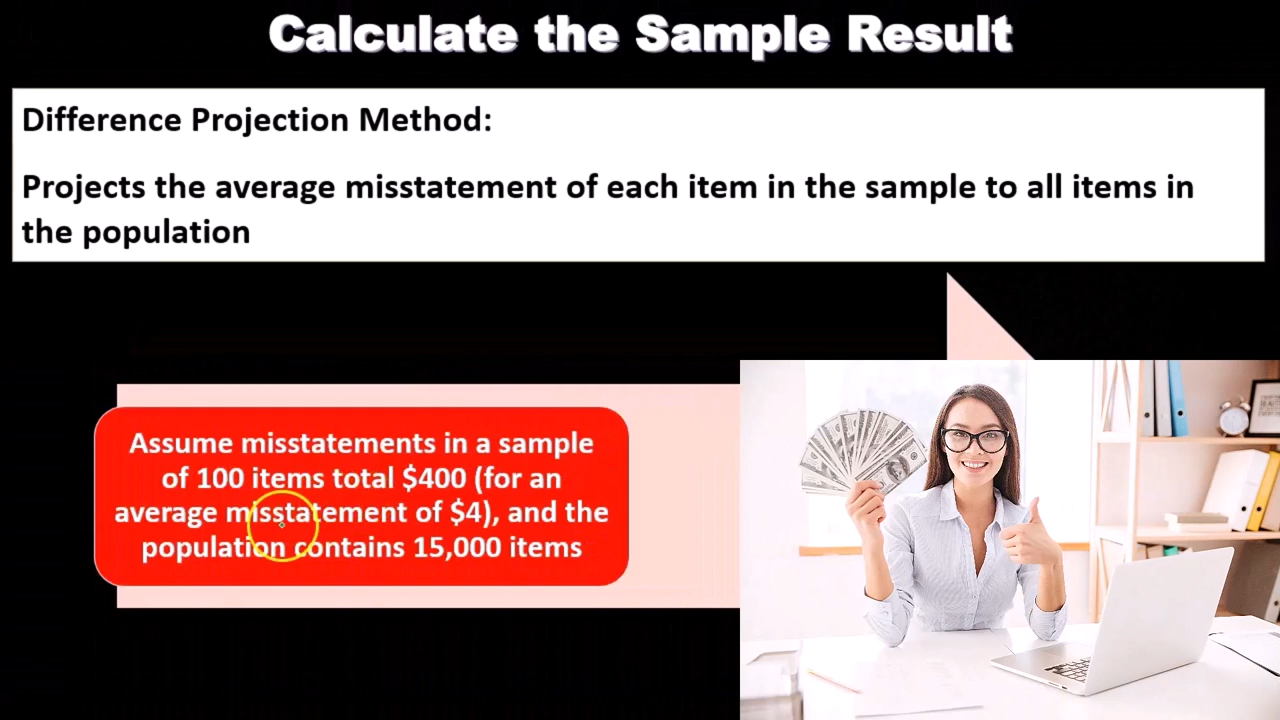 Calculate the Sample Result
Difference Projection Method:
Projects the average misstatement of each item in the sample to all items in
the population
Assume misstatements in a sample
of 100 items total $400 (for an
average misstatement of $4), and the
population contains 15,000 items